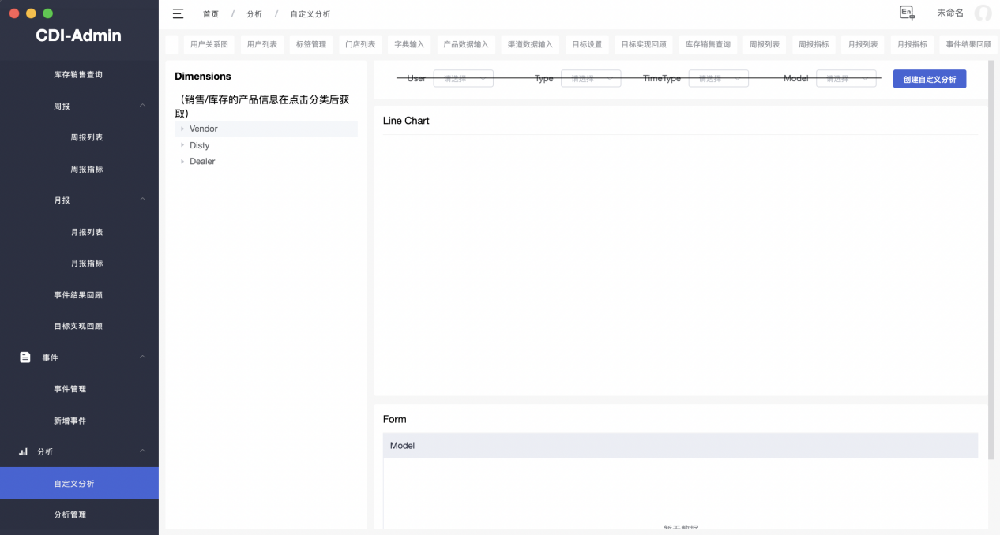 CDI-Admin
库存销售查询
周报
周报列表
周报指标
月报
月报列表
月报指标
事件结果回顾
目标实现回顾
事件
事件管理
新增事件
分析
自定义分析
分析管理
首页 / 分析 / 自定义分析
En
中
未命名
用户关系图 用户列表 标签管理 门店列表 字典输入 产品数据输入 渠道数据输入 目标设置 目标实现回顾 库存销售查询 周报列表 周报指标 月报列表 月报指标 事件结果回顾
Dimensions
（销售/库存的产品信息在点击分类后获
取）
Vendor
Disty
Dealer
User 请选择 Type 请选择 TimeType 请选择 Model 请选择 创建自定义分析
Line Chart
Form
Model
暂无数据